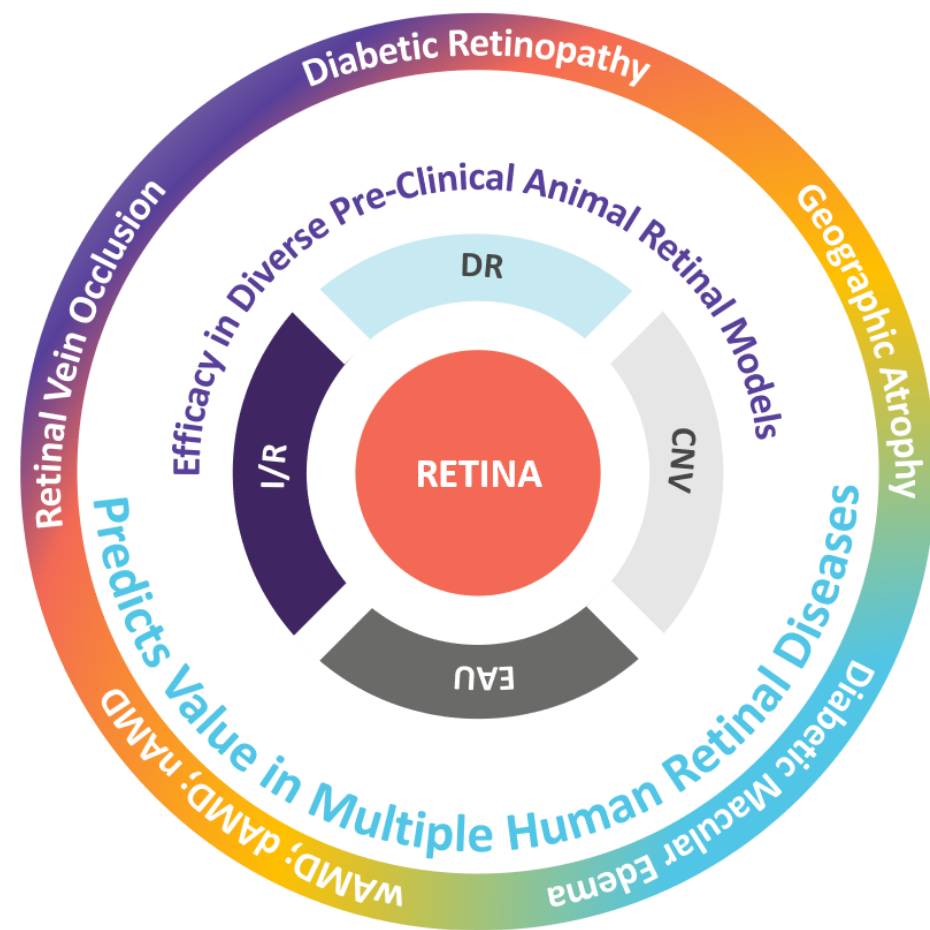 Diabetic Retinopathy
Geographic Atrophy
Diabetic Macular Edema
wAMD; dAMD: nAMD
Retinal Vein Occlusion
Efficacy in Diverse Pre-Clinical Animal Retinal Models
Predicts Value in Multiple Human Retinal Diseases
DR
CNV
EAU
I/R
RETINA